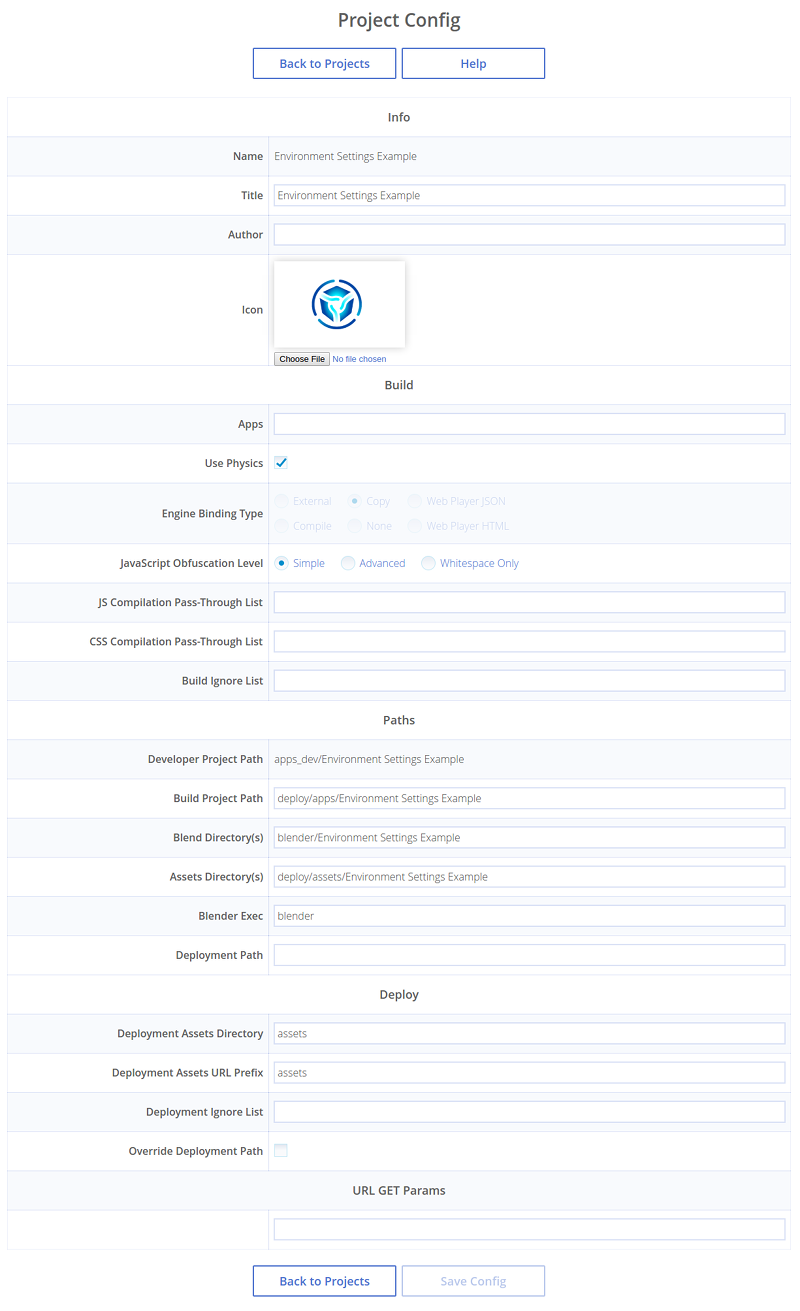 Project Config
Back to Projects Help
Info
Name Environment Settings Example
Title Environment Settings Example
Author
Icon
Choose File No file chosen
Build
Apps
Use Physics
Engine Binding Type
External Copy Web Player JSON
Compile None Web Player HTML
JavaScript Obfuscation Level Simple Advanced Whitespace Only
JS Compilation Pass-Through List
CSS Compilation Pass-Through List
Build Ignore List
Paths
Developer Project Path apps_dev/Environment Settings Example
Build Project Path deploy/apps/Environment Settings Example
Blend Directory(s) blender/Environment Settings Example
Assets Directory(s) deploy/assets/Environment Settings Example
Blender Exec blender
Deployment Path
Deploy
Deployment Assets Directory assets
Deployment Assets URL Prefix assets
Deployment Ignore List
Override Deployment Path
URL GET Params
Back to Projects Save Config